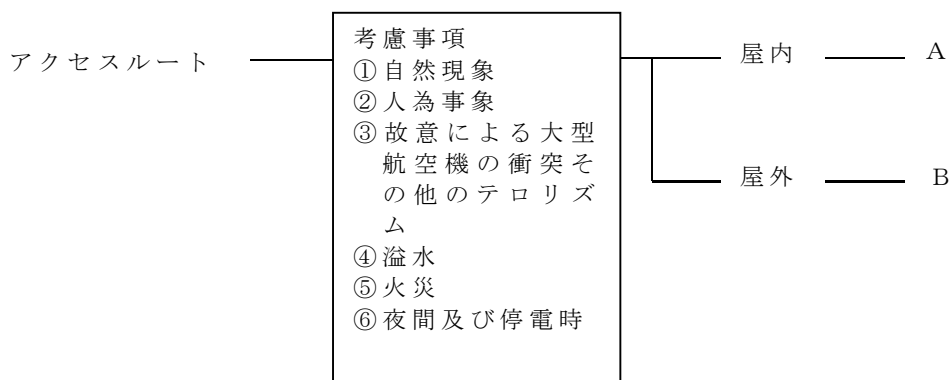 アクセスルート
考慮事項
①自然現象
②人為事象
③故意による大型
航空機の衝突そ
の他のテロリズ
ム
④溢水
⑤火災
⑥夜間及び停電時
屋内 A
屋外 B